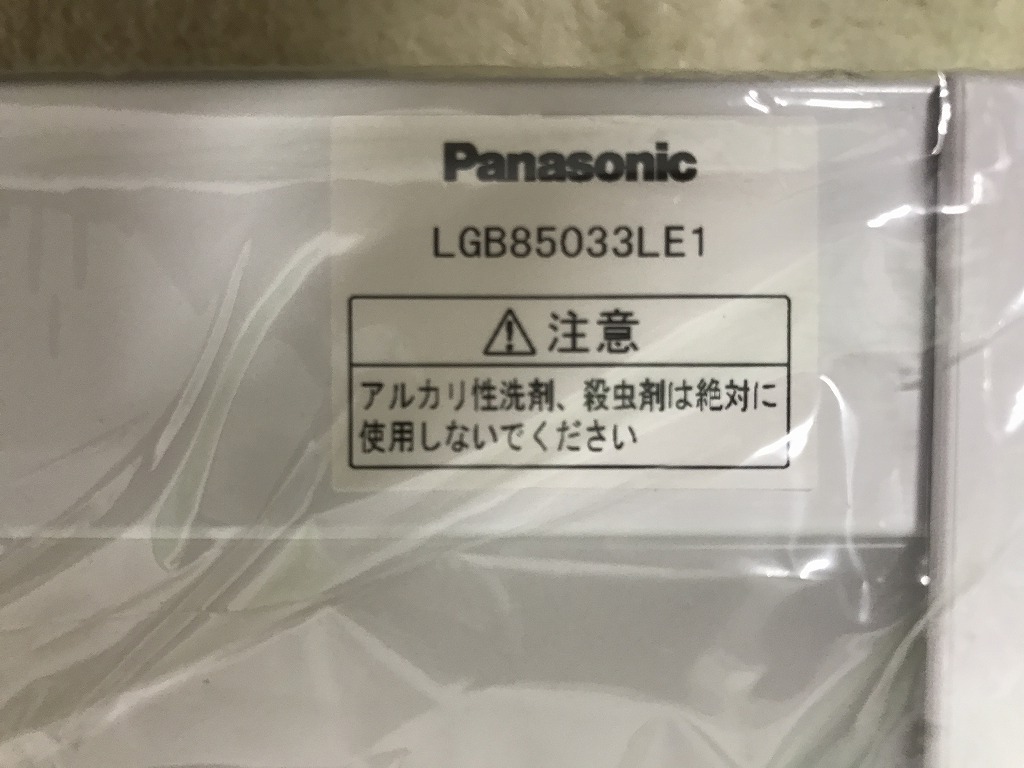 Panasonic
LGB85033LE1
注意
アルカリ性洗剤、殺虫剤は絶対に
使用しないでください